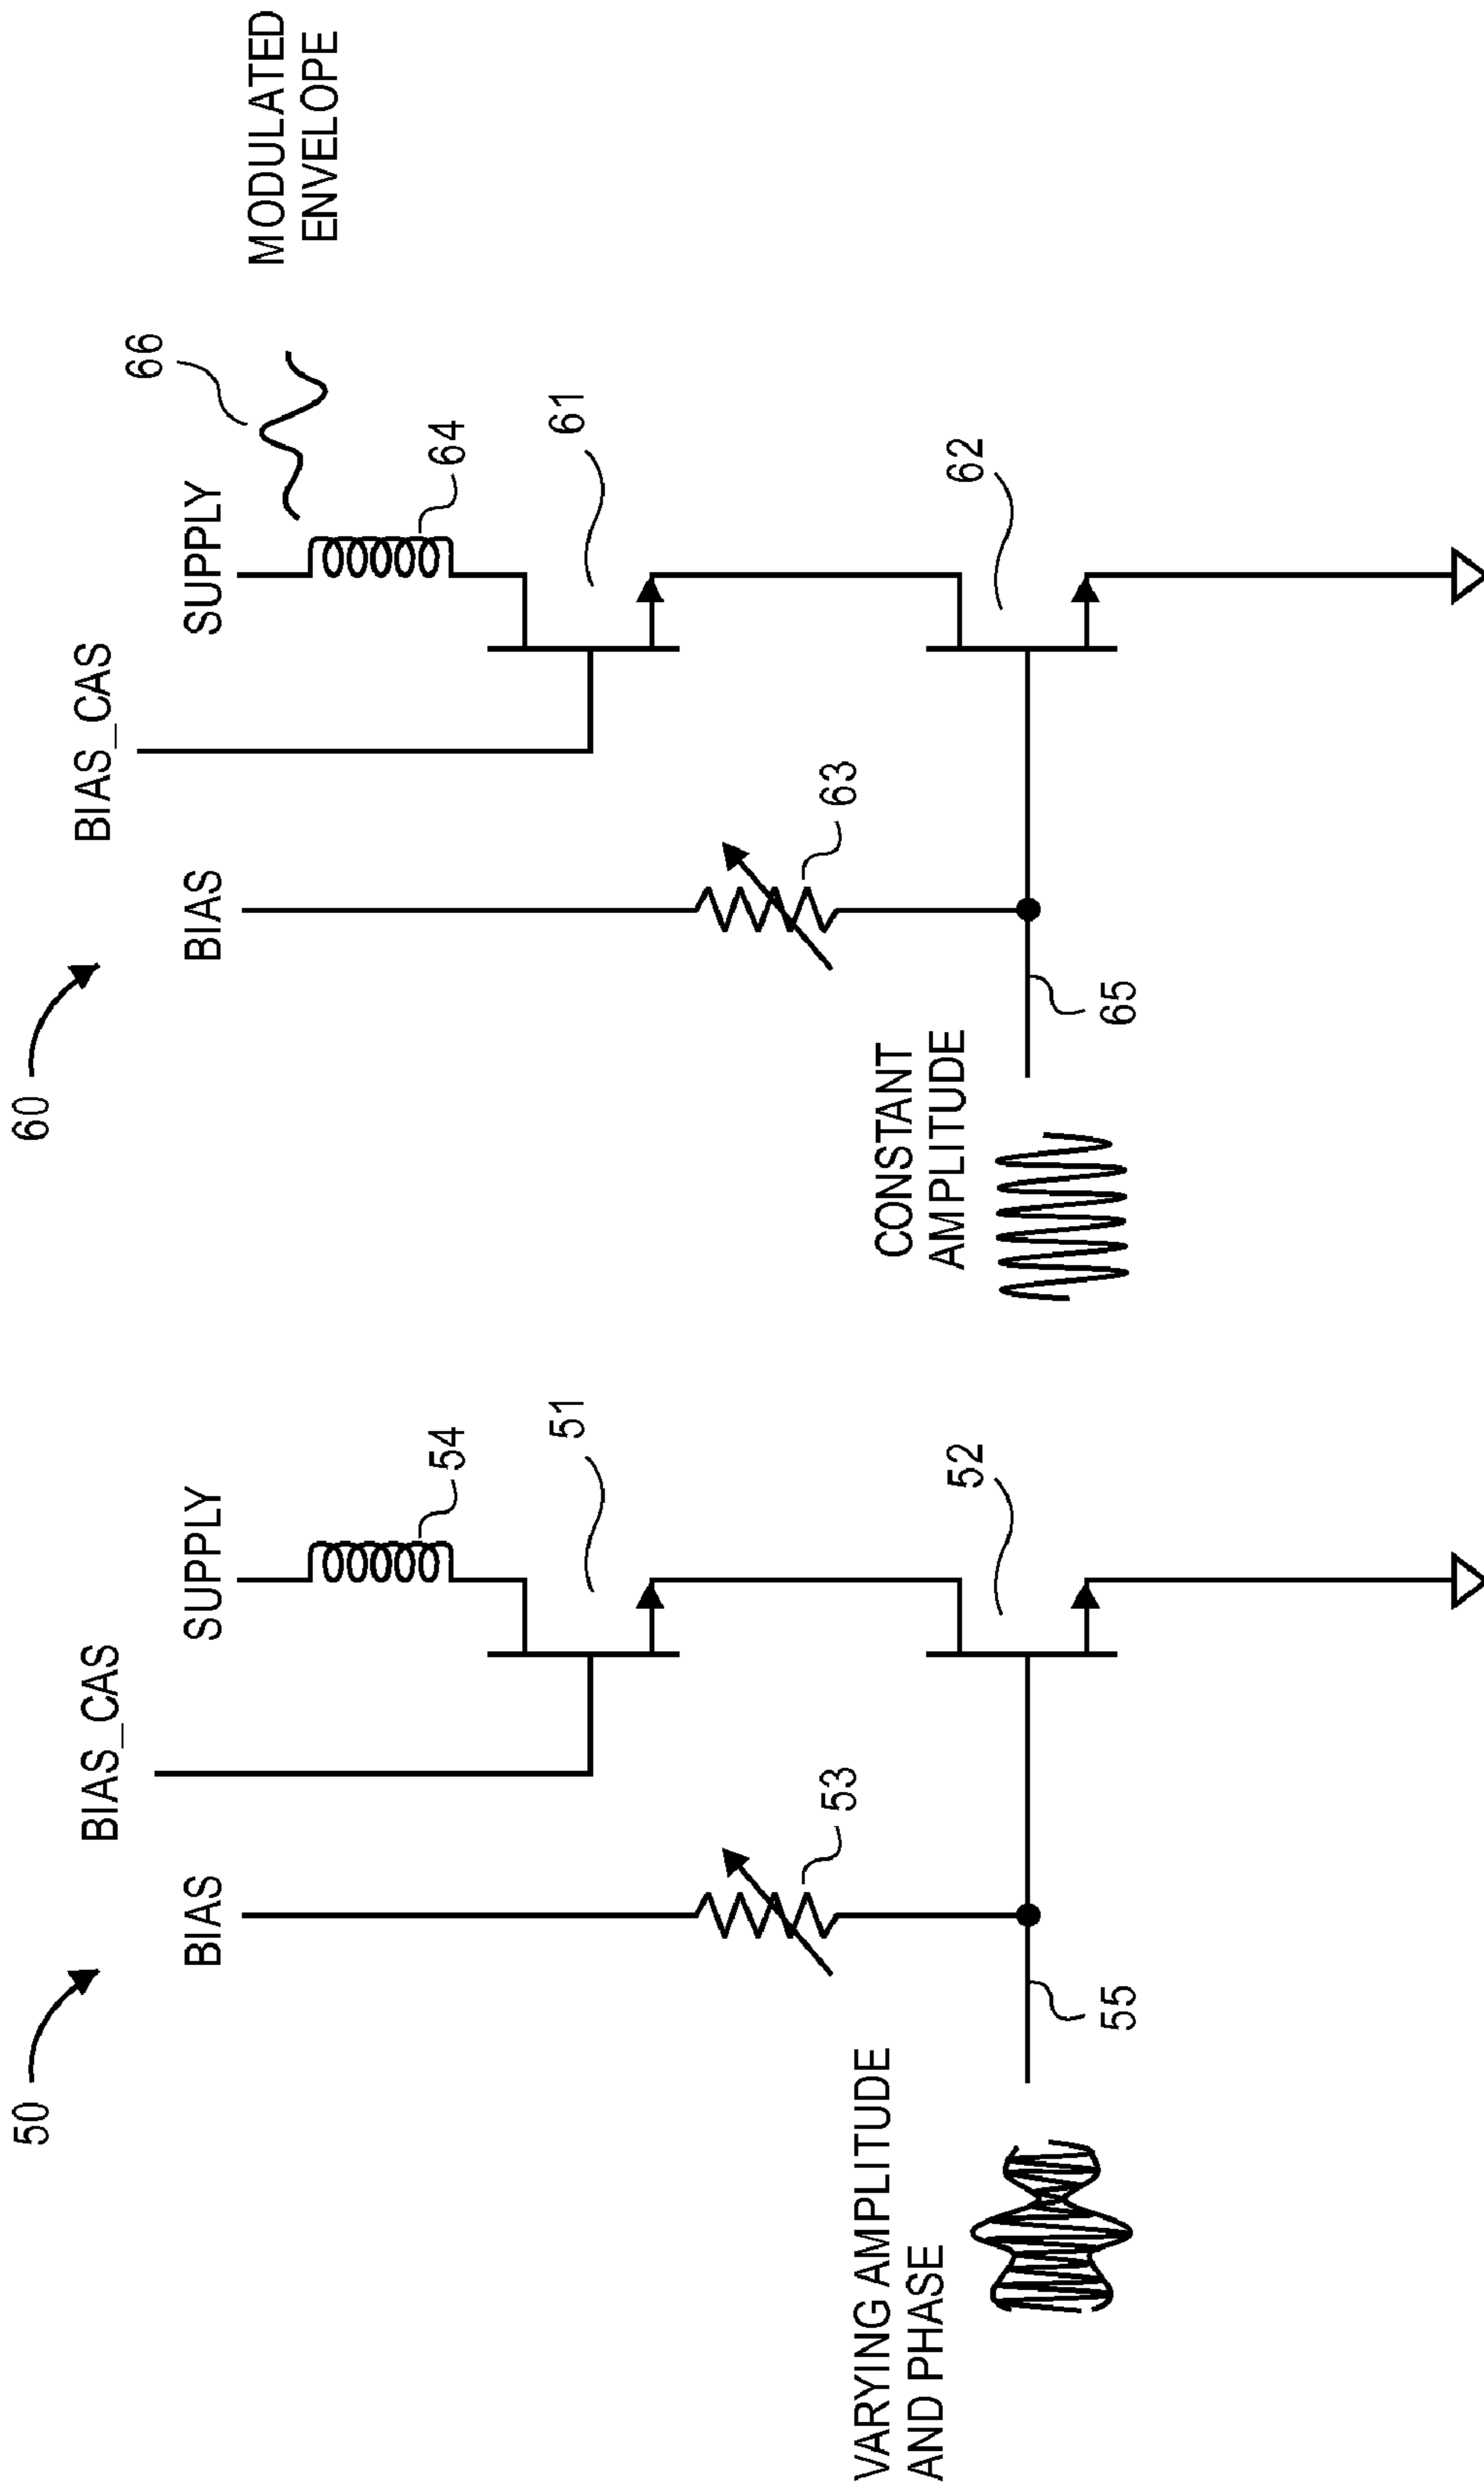 50
BIAS_CAS
BIAS
SUPPLY
54
51
53
52
VARYING AMPLITUDE
AND PHASE
55
60
BIAS_CAS
BIAS
SUPPLY
66
MODULATED
ENVELOPE
64
61
63
62
CONSTANT
AMPLITUDE
65